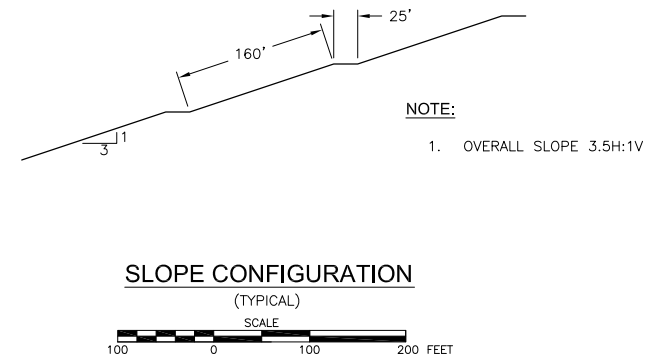 25'
160'
1
3
NOTE:
1. OVERALL SLOPE 3.5H:1V
SLOPE CONFIGURATION
(TYPICAL)
SCALE
100 0 100 200 FEET